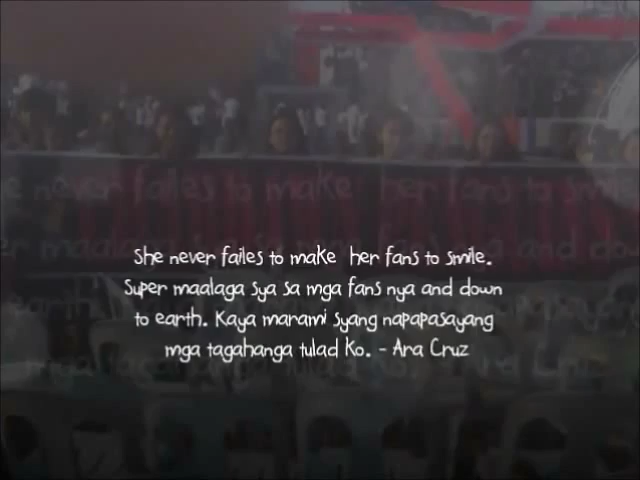 She never failes to make her fans to smile.
Super maalaga sya sa mga fans nya and down
to earth. Kaya marami syang napapasayang
mga tagahanga tulad ko. - Ara Cruz